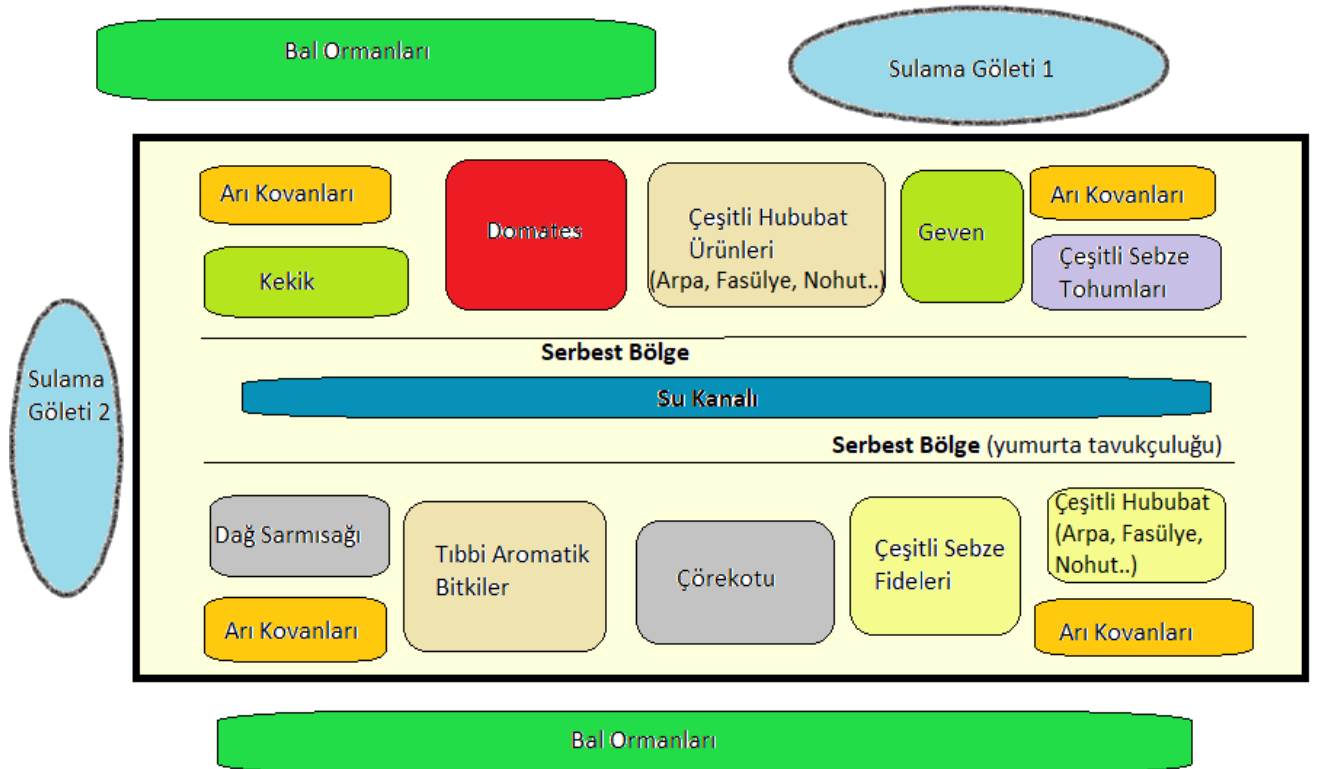 Bal Ormanları
Sulama Göleti 1
Arı Kovanları
Domates
Çeşitli Hububat
Ürünleri
(Arpa, Fasülye, Nohut..)
Geven
Arı Kovanları
Kekik
Çeşitli Sebze
Tohumları
Serbest Bölge
Sulama
Göleti 2
Su Kanalı
Serbest Bölge (yumurta tavukçuluğu)
Dağ Sarmısağı
Tıbbi Aromatik
Bitkiler
Çörekotu
Çeşitli Sebze
Fideleri
Çeşitli Hububat
(Arpa, Fasülye,
Nohut..)
Arı Kovanları
Arı Kovanları
Bal Ormanları